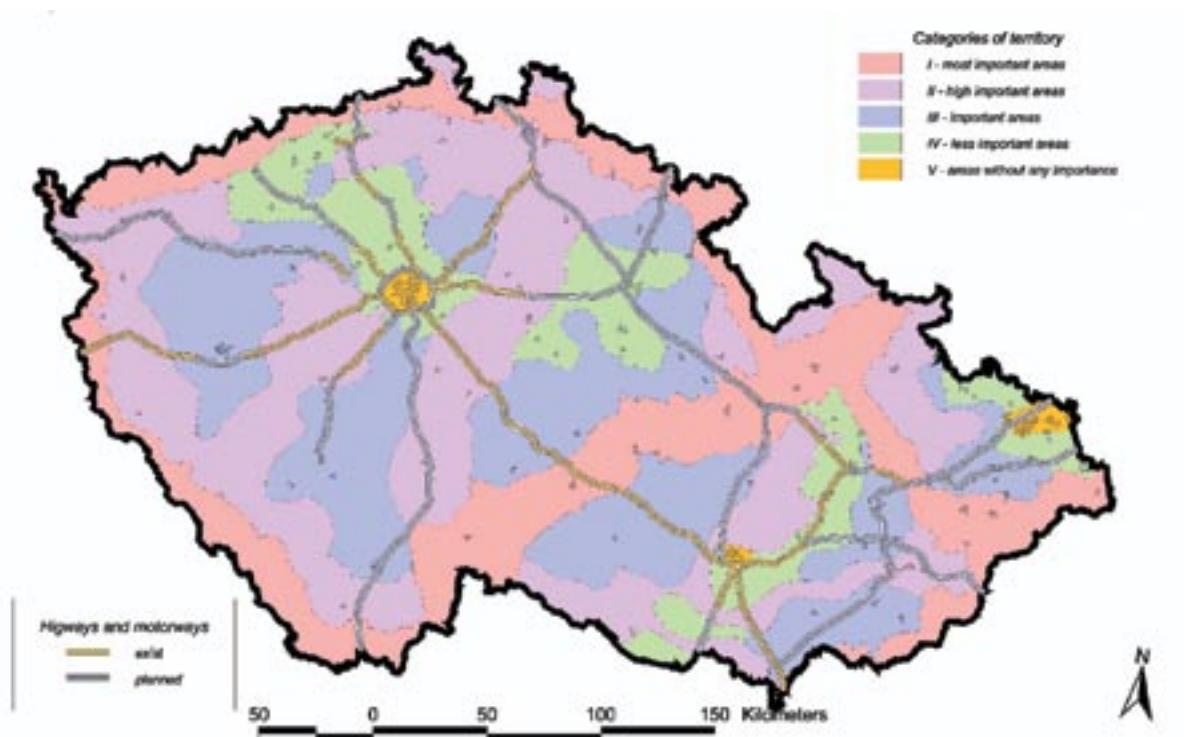 Categories of territory
I - most important areas
II - high important areas
III - important areas
IV - less important areas
V - areas without any importance
Higways and motorways
exist
planned
50 0 50 100 150 Kilometers
N